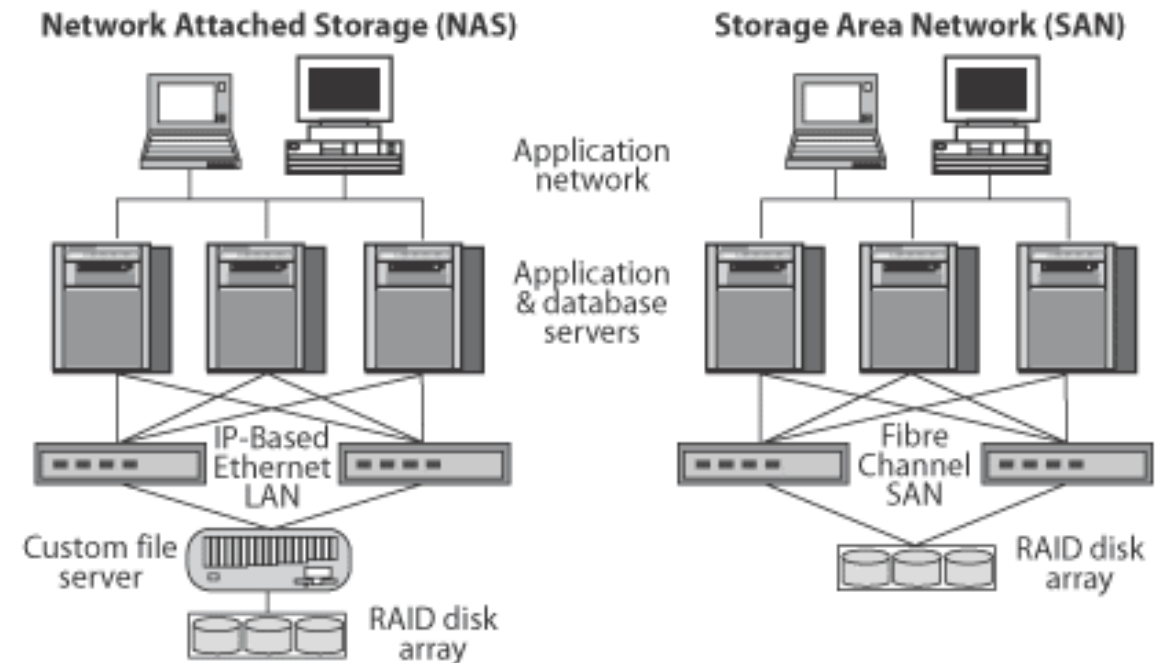 Network Attached Storage (NAS)
Storage Area Network (SAN)
Application
network
Application
& database
servers
IP-Based
Ethernet
LAN
Fibre
Channel
SAN
Custom file
server
RAID disk
array
RAID disk
array